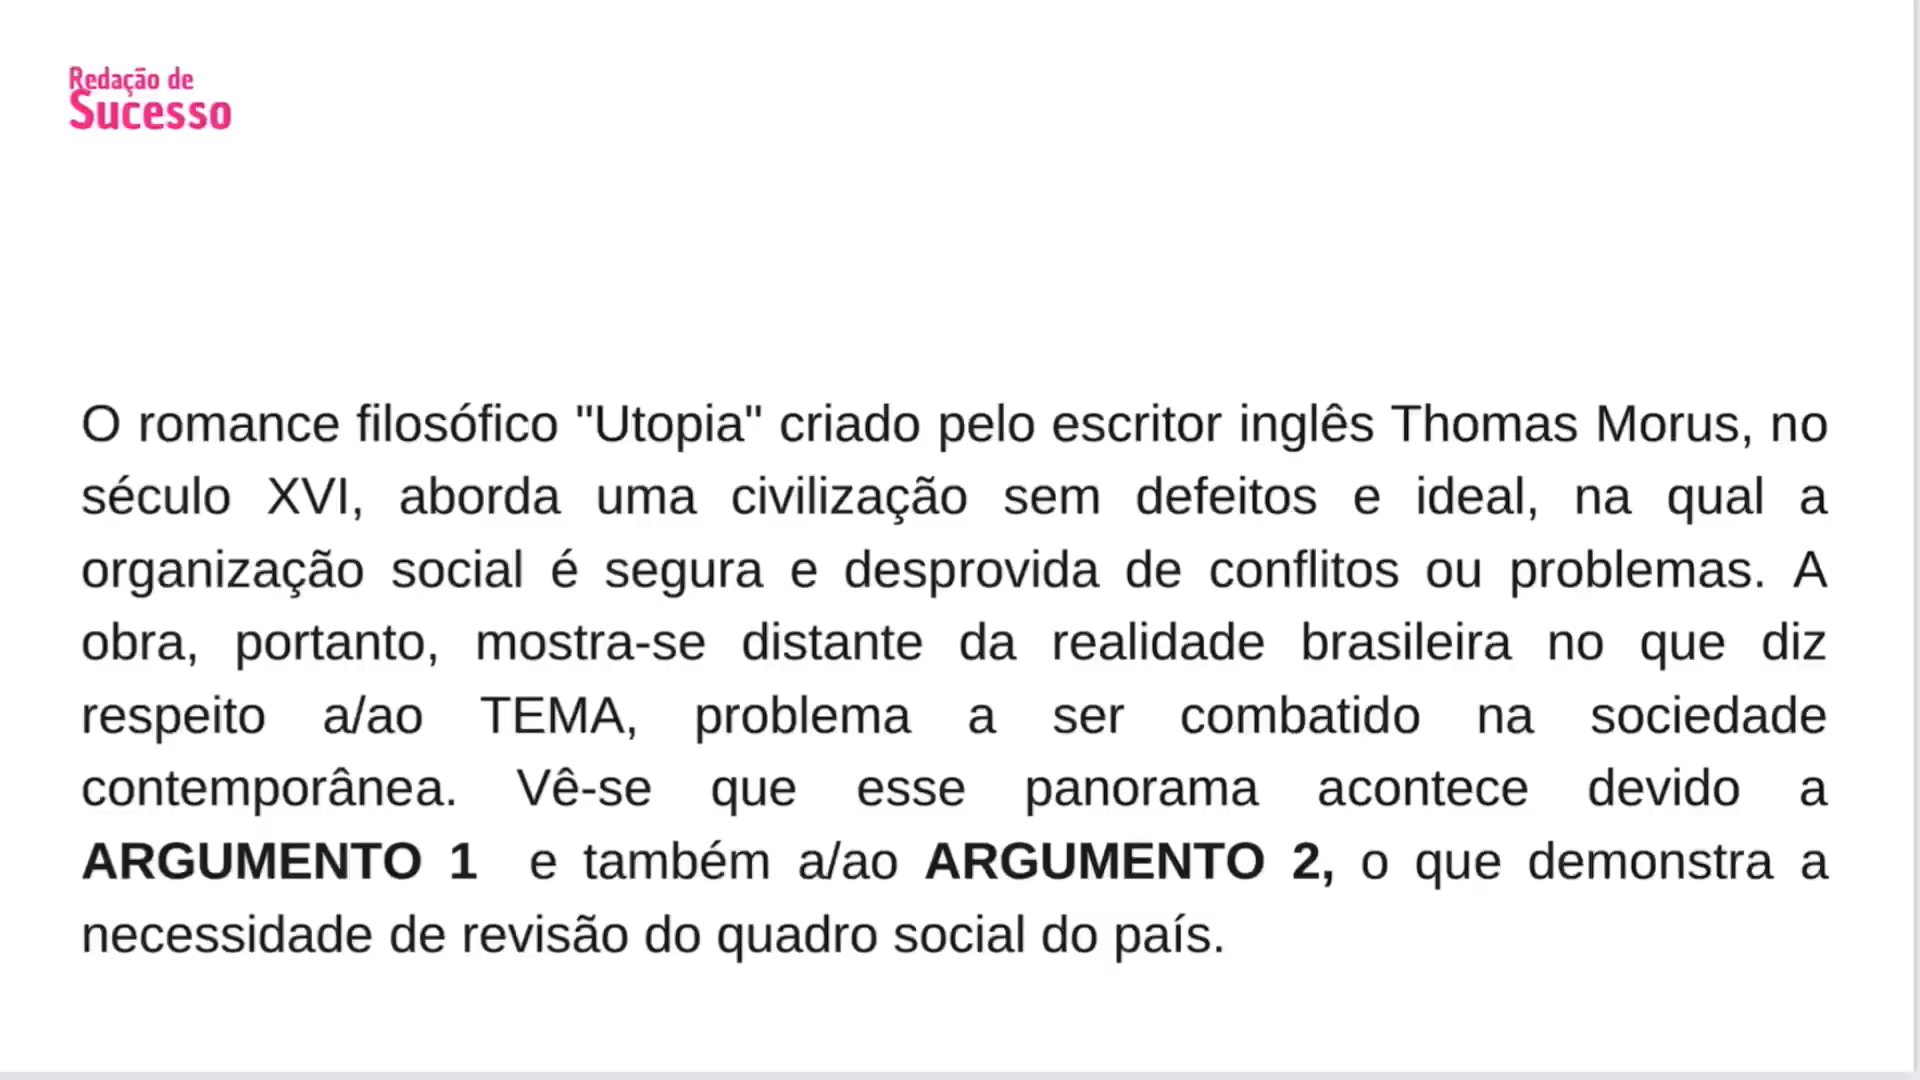 Redação de
Sucesso
O romance filosófico "Utopia" criado pelo escritor inglês Thomas Morus, no
século XVI, aborda uma civilização sem defeitos e ideal, na qual a
organização social é segura e desprovida de conflitos ou problemas. A
obra, portanto, mostra-se distante da realidade brasileira no que diz
respeito a/ao TEMA, problema a ser combatido na sociedade
contemporânea. Vê-se que esse panorama acontece devido a
ARGUMENTO 1 e também a/ao ARGUMENTO 2, o que demonstra a
necessidade de revisão do quadro social do país.